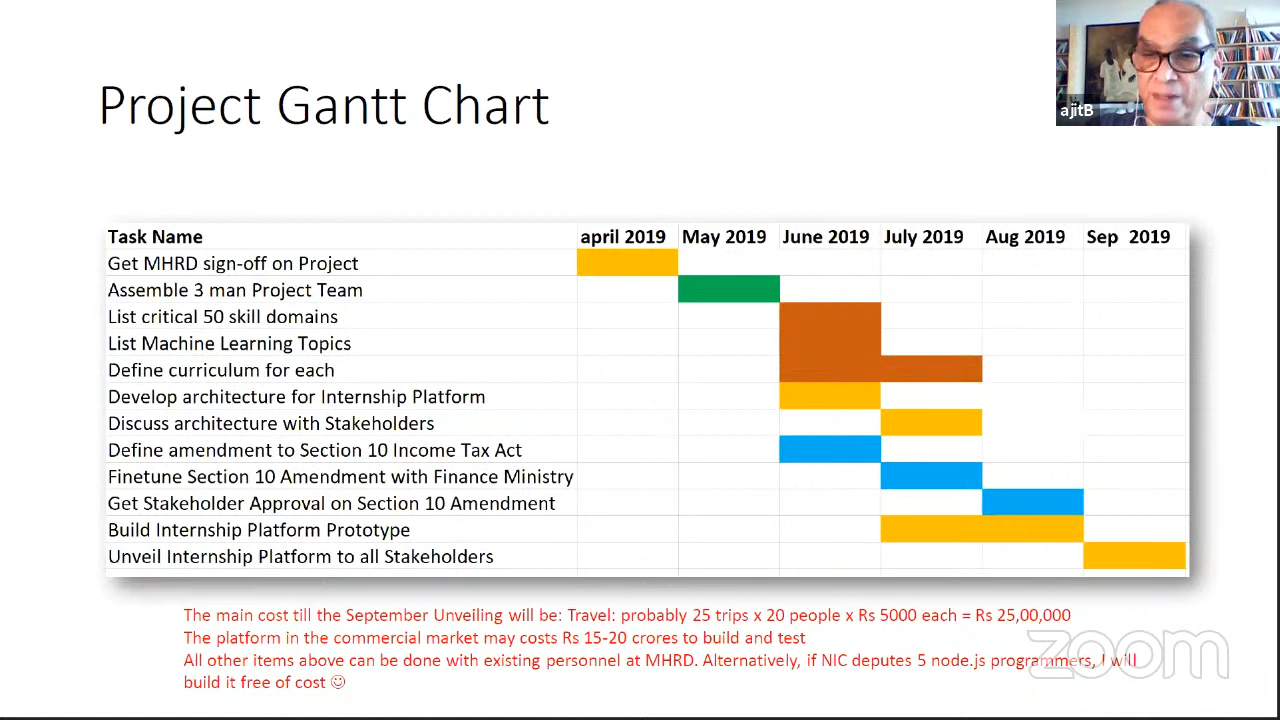 ajitB
Project Gantt Chart
Task Name april 2019 May 2019 June 2019 July 2019 Aug 2019 Sep 2019
Get MHRD sign-off on Project
Assemble 3 man Project Team
List critical 50 skill domains
List Machine Learning Topics
Define curriculum for each
Develop architecture for Internship Platform
Discuss architecture with Stakeholders
Define amendment to Section 10 Income Tax Act
Finetune Section 10 Amendment with Finance Ministry
Get Stakeholder Approval on Section 10 Amendment
Build Internship Platform Prototype
Unveil Internship Platform to all Stakeholders
The main cost till the September Unveiling will be: Travel: probably 25 trips x 20 people x Rs 5000 each = Rs 25,00,000
The platform in the commercial market may costs Rs 15-20 crores to build and test
All other items above can be done with existing personnel at MHRD. Alternatively, if NIC deputes 5 node.js programmers, I will
build it free of cost ☺
zoom